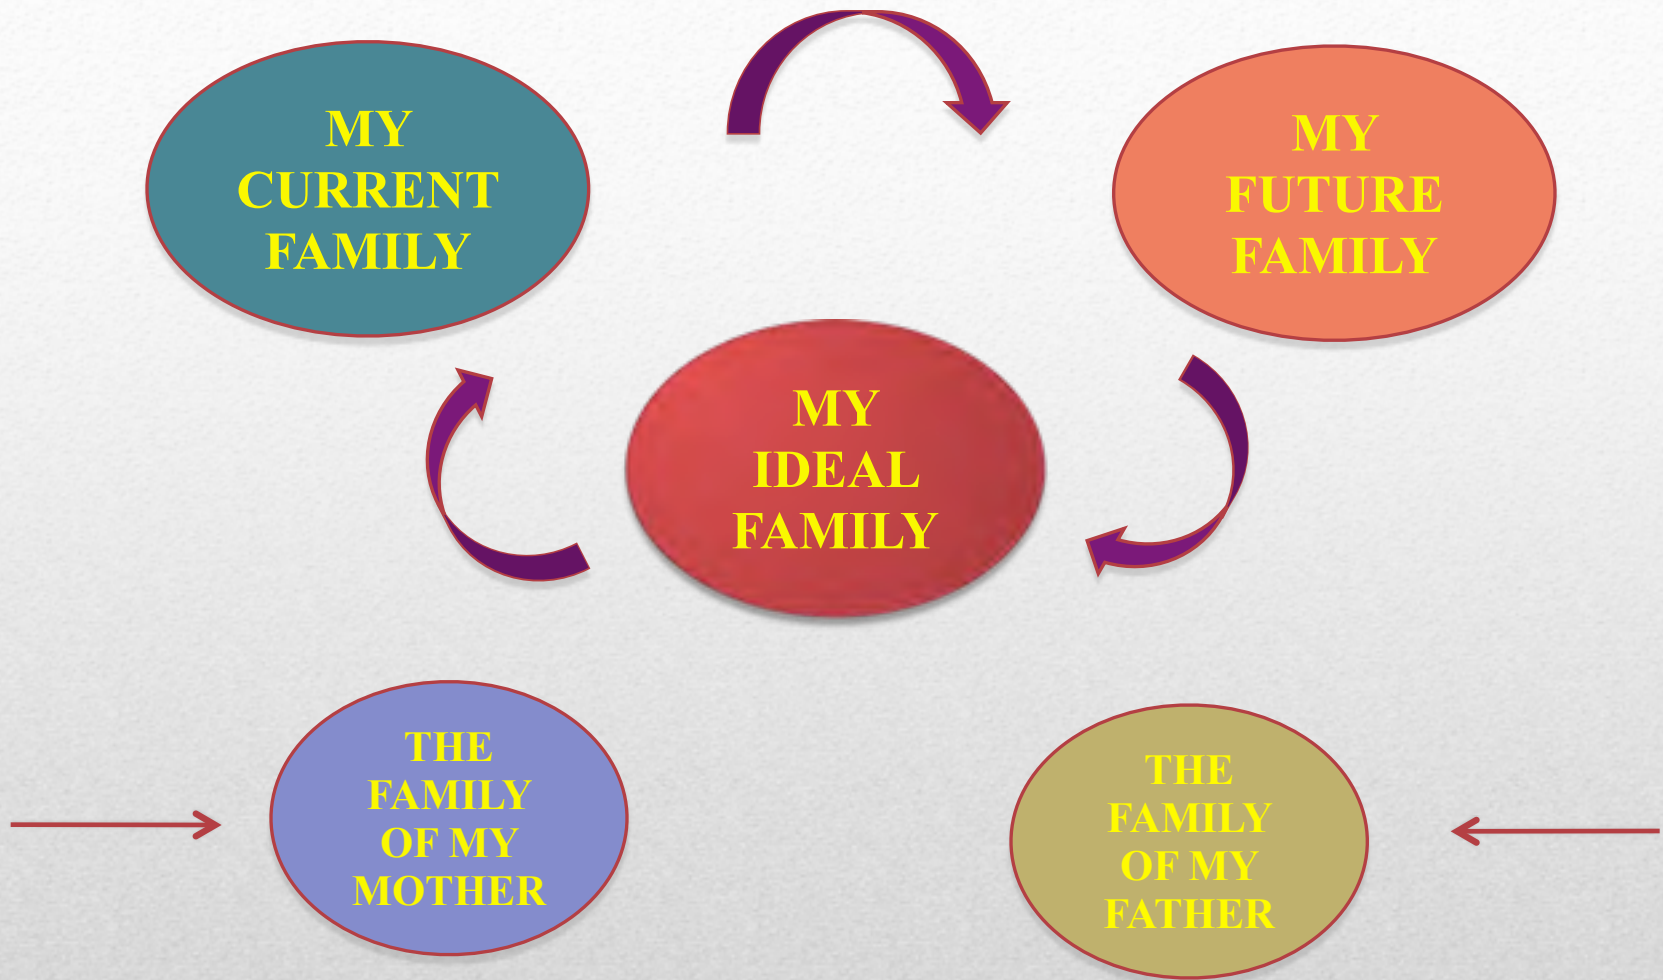 MY
CURRENT
FAMILY
MY
FUTURE
FAMILY
MY
IDEAL
FAMILY
THE
FAMILY
OF MY
MOTHER
THE
FAMILY
OF MY
FATHER